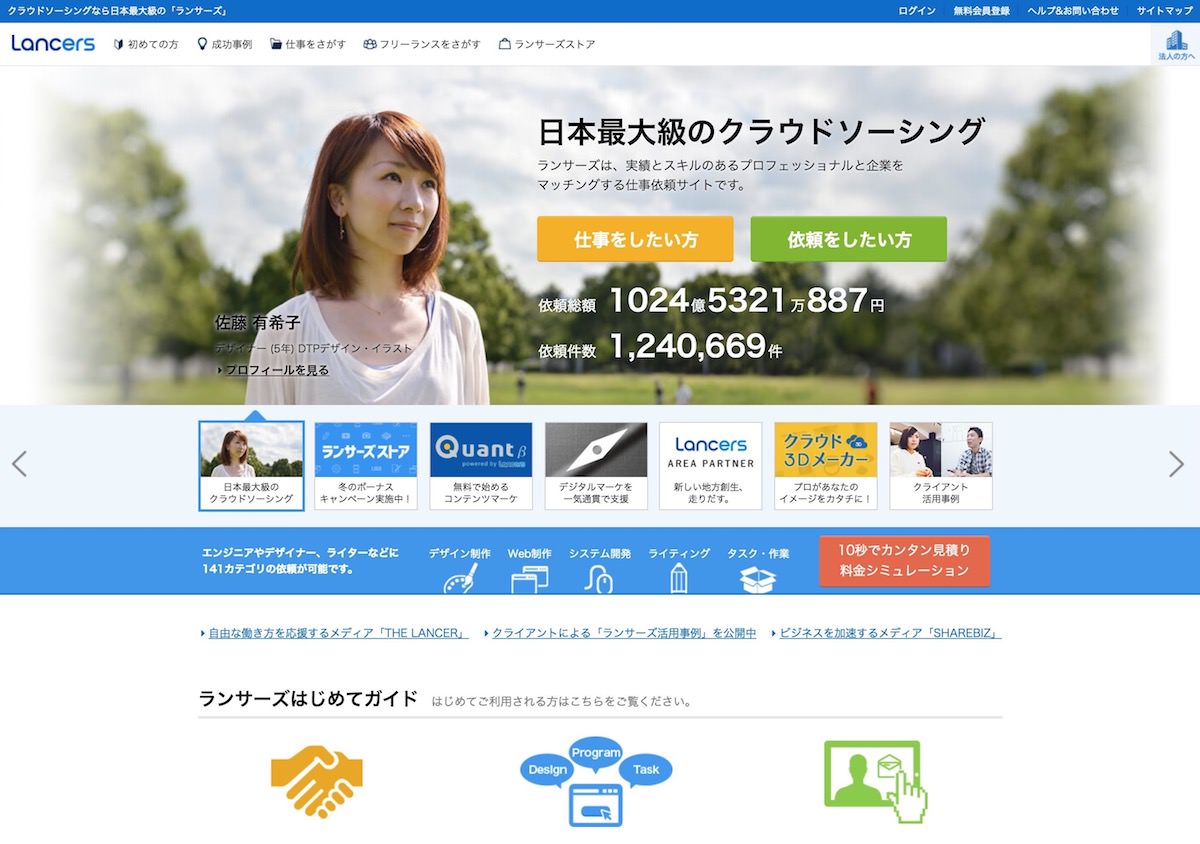 クラウドソーシングなら日本最大級の「ランサーズ」
ログイン 無料会員登録 ヘルプ&お問い合わせ サイトマップ
Lancers 初めての方 成功事例 仕事をさがす フリーランスをさがす ランサーズストア
法人の方へ
日本最大級のクラウドソーシング
ランサーズは、実績とスキルのあるプロフェッショナルと企業を
マッチングする仕事依頼サイトです。
仕事をしたい方 依頼をしたい方
依頼総額 1024億5321万887円
依頼件数 1,240,669件
佐藤 有希子
デザイナー (5年) DTPデザイン・イラスト
プロフィールを見る
日本最大級の
クラウドソーシング
ランサーズストア
冬のボーナス
キャンペーン実施中！
Quant β
powered by Lancers
無料で始める
コンテンツマーケ
デジタルマーケを
一気通貫で支援
Lancers
AREA PARTNER
新しい地方創生、
走りだす。
クラウド
3Dメーカー
3D
プロがあなたの
イメージをカタチに！
クライアント
活用事例
エンジニアやデザイナー、ライターなどに
141カテゴリの依頼が可能です。
デザイン制作 Web制作 システム開発 ライティング タスク・作業
10秒でカンタン見積り
料金シミュレーション
自由な働き方を応援するメディア「THE LANCER」 クライアントによる「ランサーズ活用事例」を公開中 ビジネスを加速するメディア「SHAREBIZ」
ランサーズはじめてガイド はじめてご利用される方はこちらをご覧ください。
Design Program Task